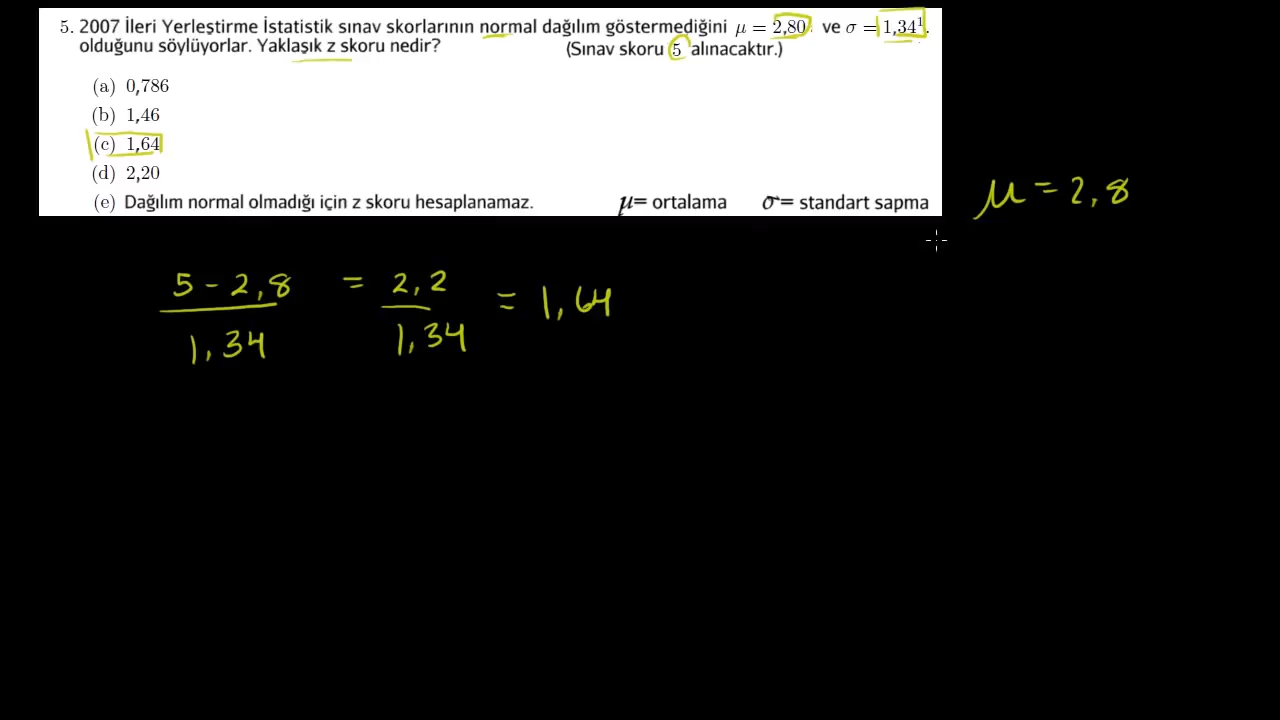 5. 2007 İleri Yerleştirme İstatistik sınav skorlarının normal dağılım göstermediğini μ = 2,80 ve σ = 1,34¹.
olduğunu söylüyorlar. Yaklaşık z skoru nedir? (Sınav skoru 5 alınacaktır.)
(a) 0,786
(b) 1,46
(c) 1,64
(d) 2,20
(e) Dağılım normal olmadığı için z skoru hesaplanamaz. μ= ortalama σ= standart sapma
μ = 2,8
5 - 2,8 = 2,2 = 1,64
1,34 1,34